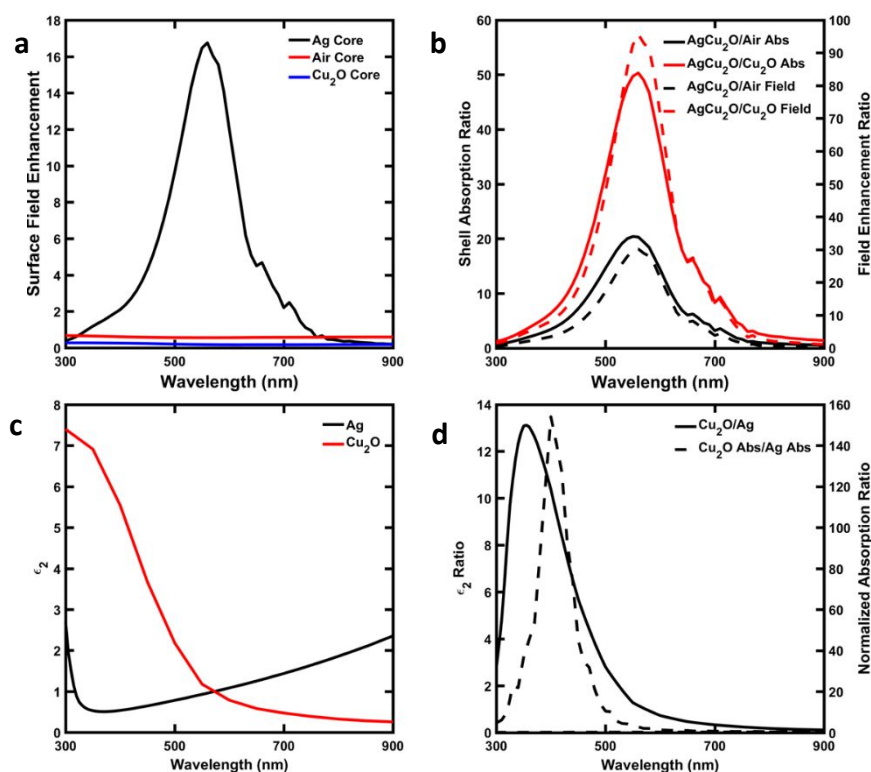 a
Surface Field Enhancement
18
16
14
12
10
8
6
4
2
0
300 500 700 900
Wavelength (nm)
Ag Core
Air Core
Cu₂O Core
b
Shell Absorption Ratio
60
50
40
30
20
10
0
300 500 700 900
Wavelength (nm)
AgCu₂O/Air Abs
AgCu₂O/Cu₂O Abs
AgCu₂O/Air Field
AgCu₂O/Cu₂O Field
100
90
80
70
60
50
40
30
20
10
0
Field Enhancement Ratio
c
ϵ₂
8
7
6
5
4
3
2
1
0
300 500 700 900
Wavelength (nm)
Ag
Cu₂O
d
ϵ₂ Ratio
14
12
10
8
6
4
2
0
300 500 700 900
Wavelength (nm)
Cu₂O/Ag
Cu₂O Abs/Ag Abs
160
140
120
100
80
60
40
20
0
Normalized Absorption Ratio